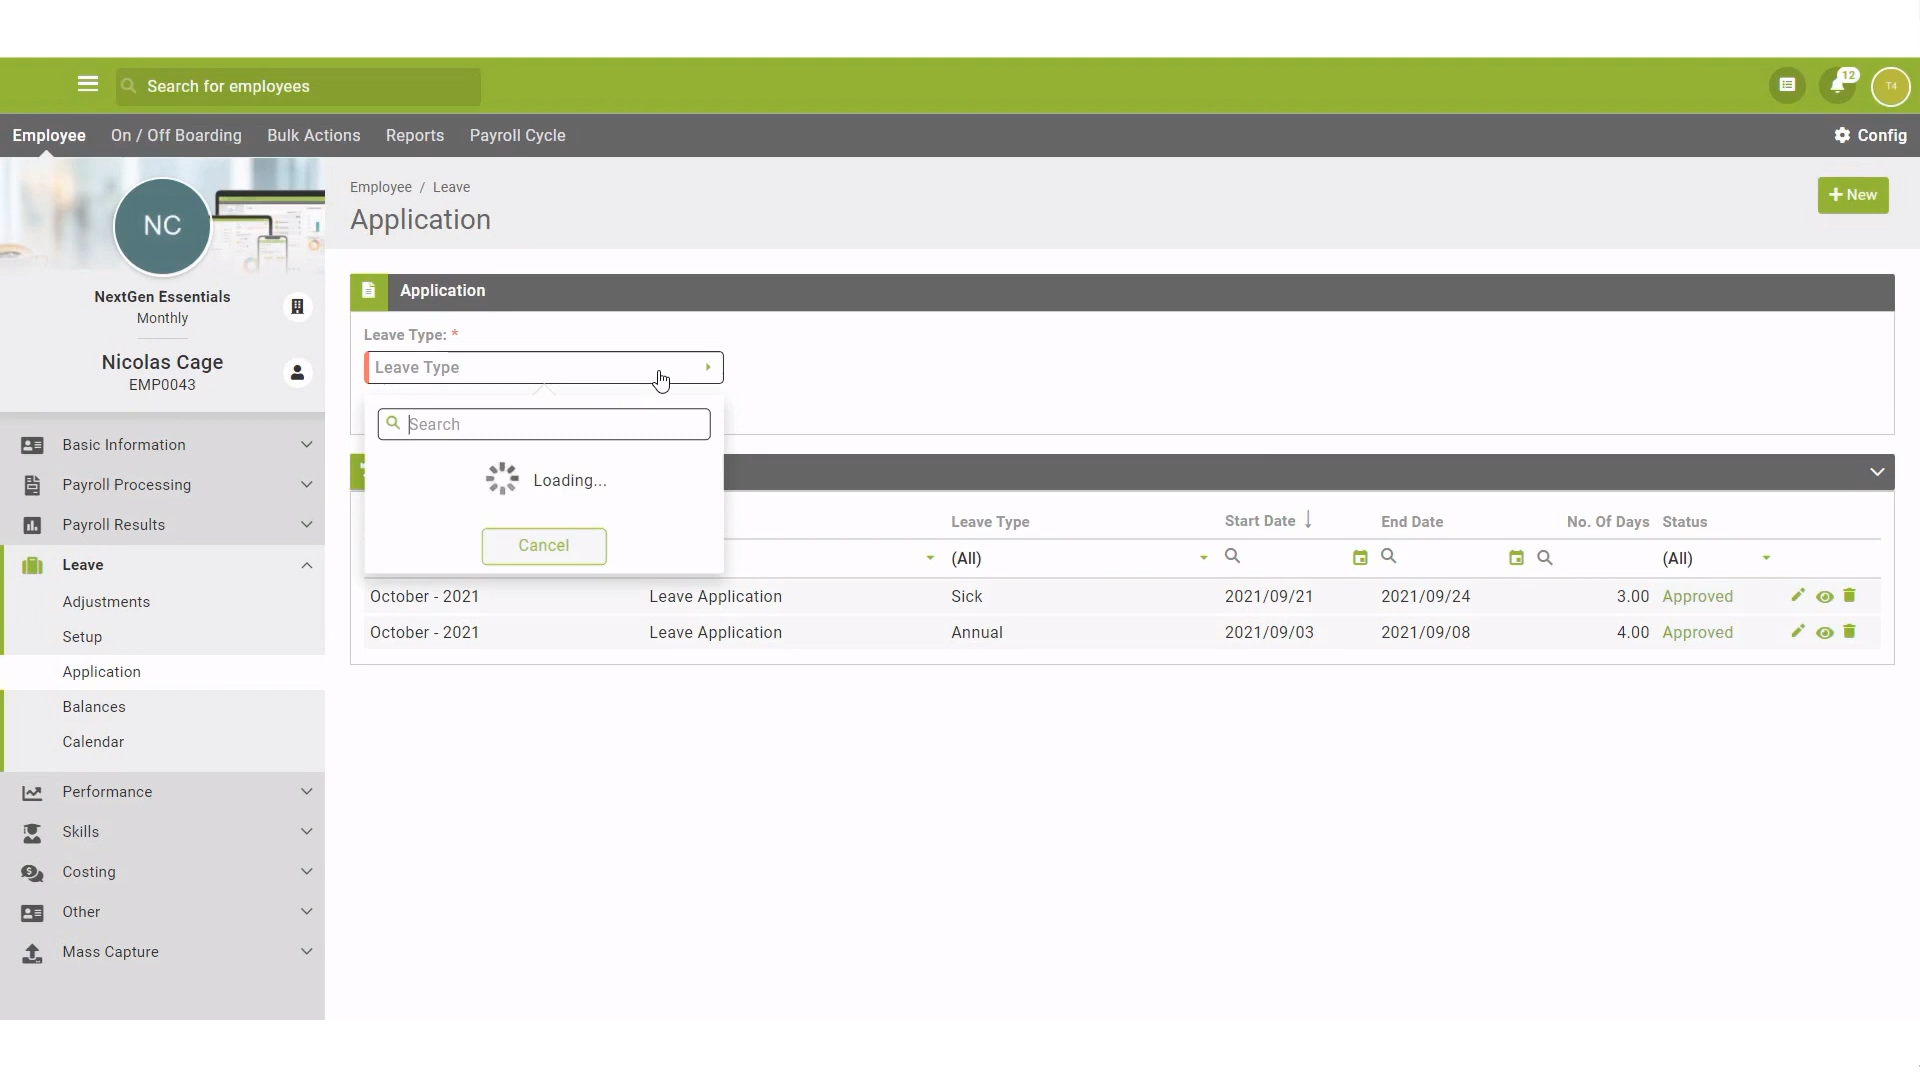 Search for employees
12
T4
Employee On / Off Boarding Bulk Actions Reports Payroll Cycle Config
NC
NextGen Essentials
Monthly
Nicolas Cage
EMP0043
Basic Information
Payroll Processing
Payroll Results
Leave
Adjustments
Setup
Application
Balances
Calendar
Performance
Skills
Costing
Other
Mass Capture
Employee / Leave
Application
+ New
Application
Leave Type: *
Leave Type
Search
Loading...
Cancel
Leave Type Start Date ↓ End Date No. Of Days Status
(All) (All)
October - 2021 Leave Application Sick 2021/09/21 2021/09/24 3.00 Approved
October - 2021 Leave Application Annual 2021/09/03 2021/09/08 4.00 Approved